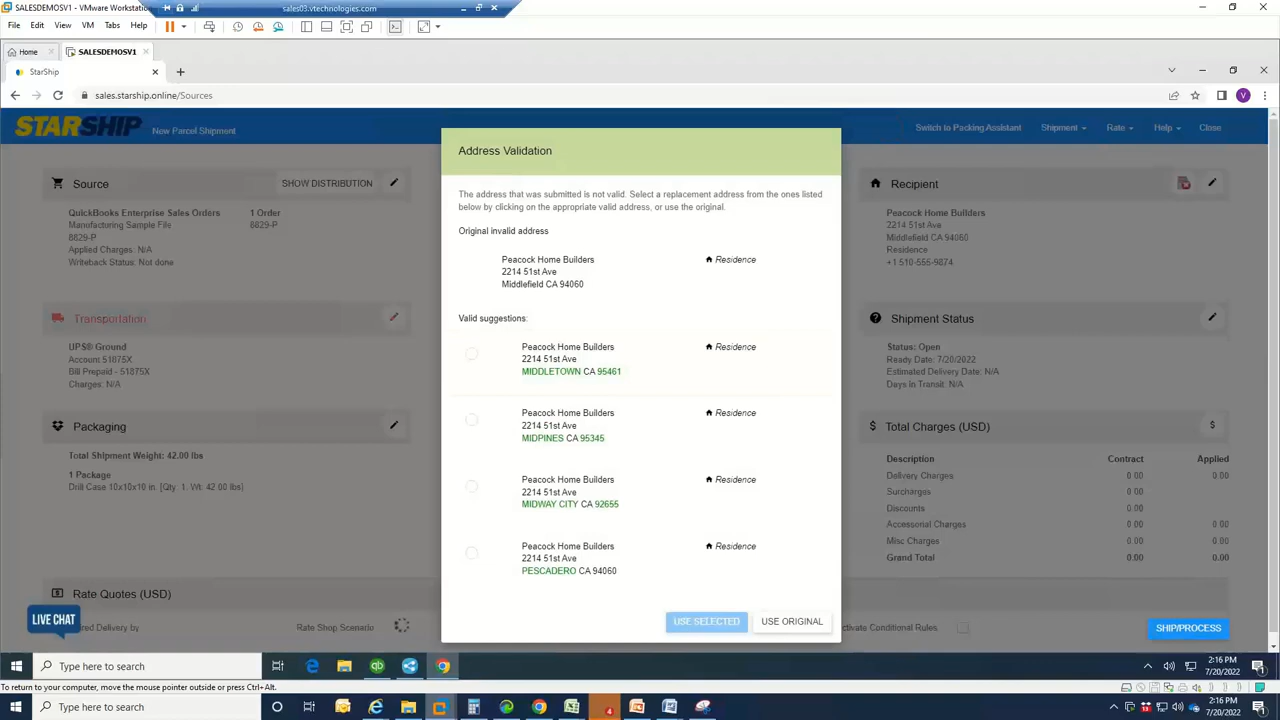 SALESDEMOSV1 - VMware Workstatio
sales03.vtechnologies.com
File Edit View VM Tabs Help
Home SALESDEMOSV1
StarShip
sales.starship.online/Sources
V
STARSHIP New Parcel Shipment
Switch to Packing Assistant Shipment Rate Help Close
Source SHOW DISTRIBUTION
QuickBooks Enterprise Sales Orders 1 Order
Manufacturing Sample File 8829-P
8829-P
Applied Charges: N/A
Writeback Status: Not done
Transportation
UPS® Ground
Account 51875X
Bill Prepaid - 51875X
Charges: N/A
Packaging
Total Shipment Weight: 42.00 lbs
1 Package
Drill Case 10x10x10 in. [Qty. 1, Wt: 42.00 lbs]
Rate Quotes (USD)
LIVE CHAT
red Delivery by Rate Shop Scenario
Address Validation
The address that was submitted is not valid. Select a replacement address from the ones listed
below by clicking on the appropriate valid address, or use the original.
Original invalid address
Peacock Home Builders Residence
2214 51st Ave
Middlefield CA 94060
Valid suggestions:
Peacock Home Builders Residence
2214 51st Ave
MIDDLETOWN CA 95461
Peacock Home Builders Residence
2214 51st Ave
MIDPINES CA 95345
Peacock Home Builders Residence
2214 51st Ave
MIDWAY CITY CA 92655
Peacock Home Builders Residence
2214 51st Ave
PESCADERO CA 94060
USE SELECTED USE ORIGINAL
Recipient
Peacock Home Builders
2214 51st Ave
Middlefield CA 94060
Residence
+1 510-555-9874
Shipment Status
Status: Open
Ready Date: 7/20/2022
Estimated Delivery Date: N/A
Days in Transit: N/A
Total Charges (USD)
Description Contract Applied
Delivery Charges 0.00 0.00
Surcharges 0.00
Discounts 0.00
Accessorial Charges 0.00 0.00
Misc Charges 0.00 0.00
Grand Total 0.00 0.00
ctivate Conditional Rules
SHIP/PROCESS
Type here to search
2:16 PM
7/20/2022
1
To return to your computer, move the mouse pointer outside or press Ctrl+Alt.
Type here to search
4
2:16 PM
7/20/2022
1